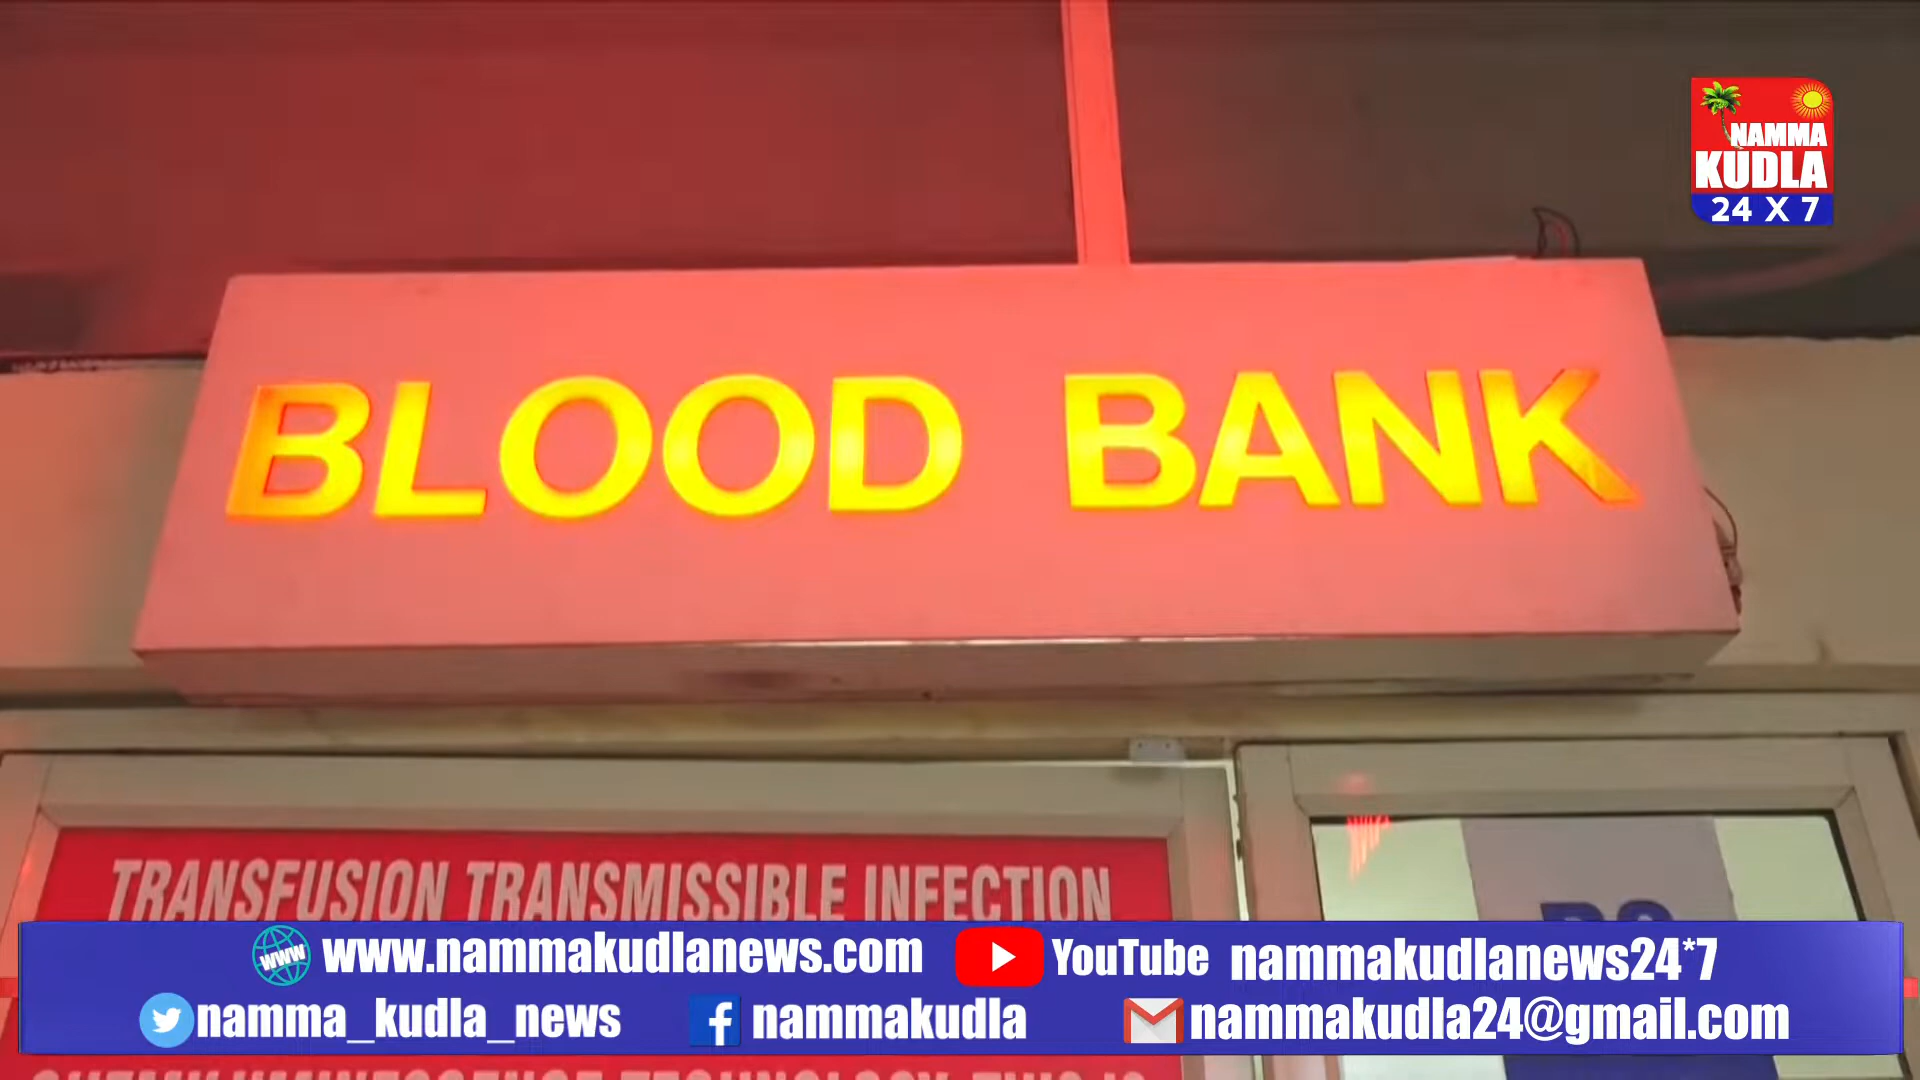 NAMMA
KUDLA
24 X 7
BLOOD BANK
TRANSFUSION TRANSMISSIBLE INFECTION
www www.nammakudlanews.com YouTube nammakudlanews24*7
namma_kudla_news f nammakudla nammakudla24@gmail.com